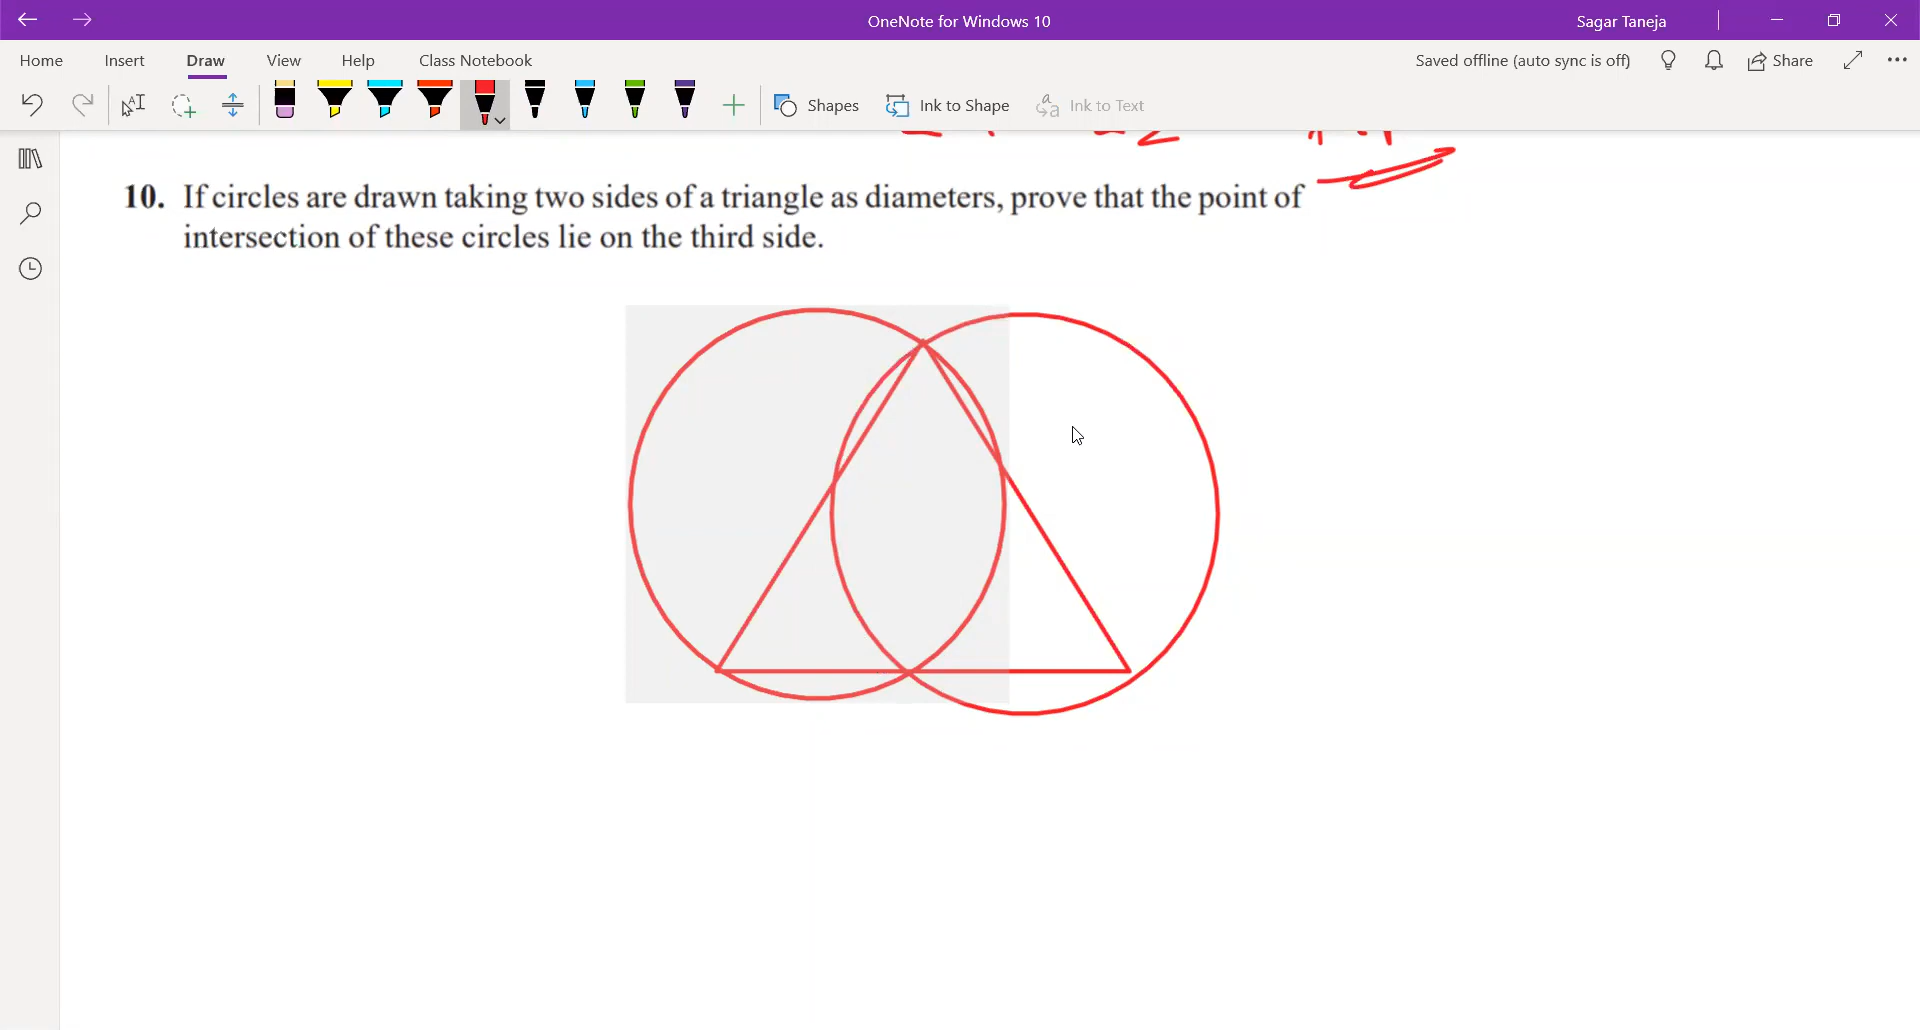 OneNote for Windows 10
Sagar Taneja
Home Insert Draw View Help Class Notebook
Saved offline (auto sync is off) Share
Shapes Ink to Shape Ink to Text
10. If circles are drawn taking two sides of a triangle as diameters, prove that the point of
intersection of these circles lie on the third side.